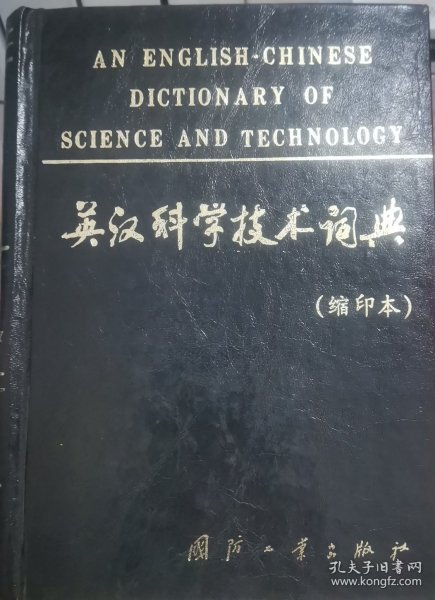 AN ENGLISH-CHINESE
DICTIONARY OF
SCIENCE AND TECHNOLOGY
英汉科学技术词典
(缩印本)
国防工业出版社
孔夫子旧书网
www.kongfz.com